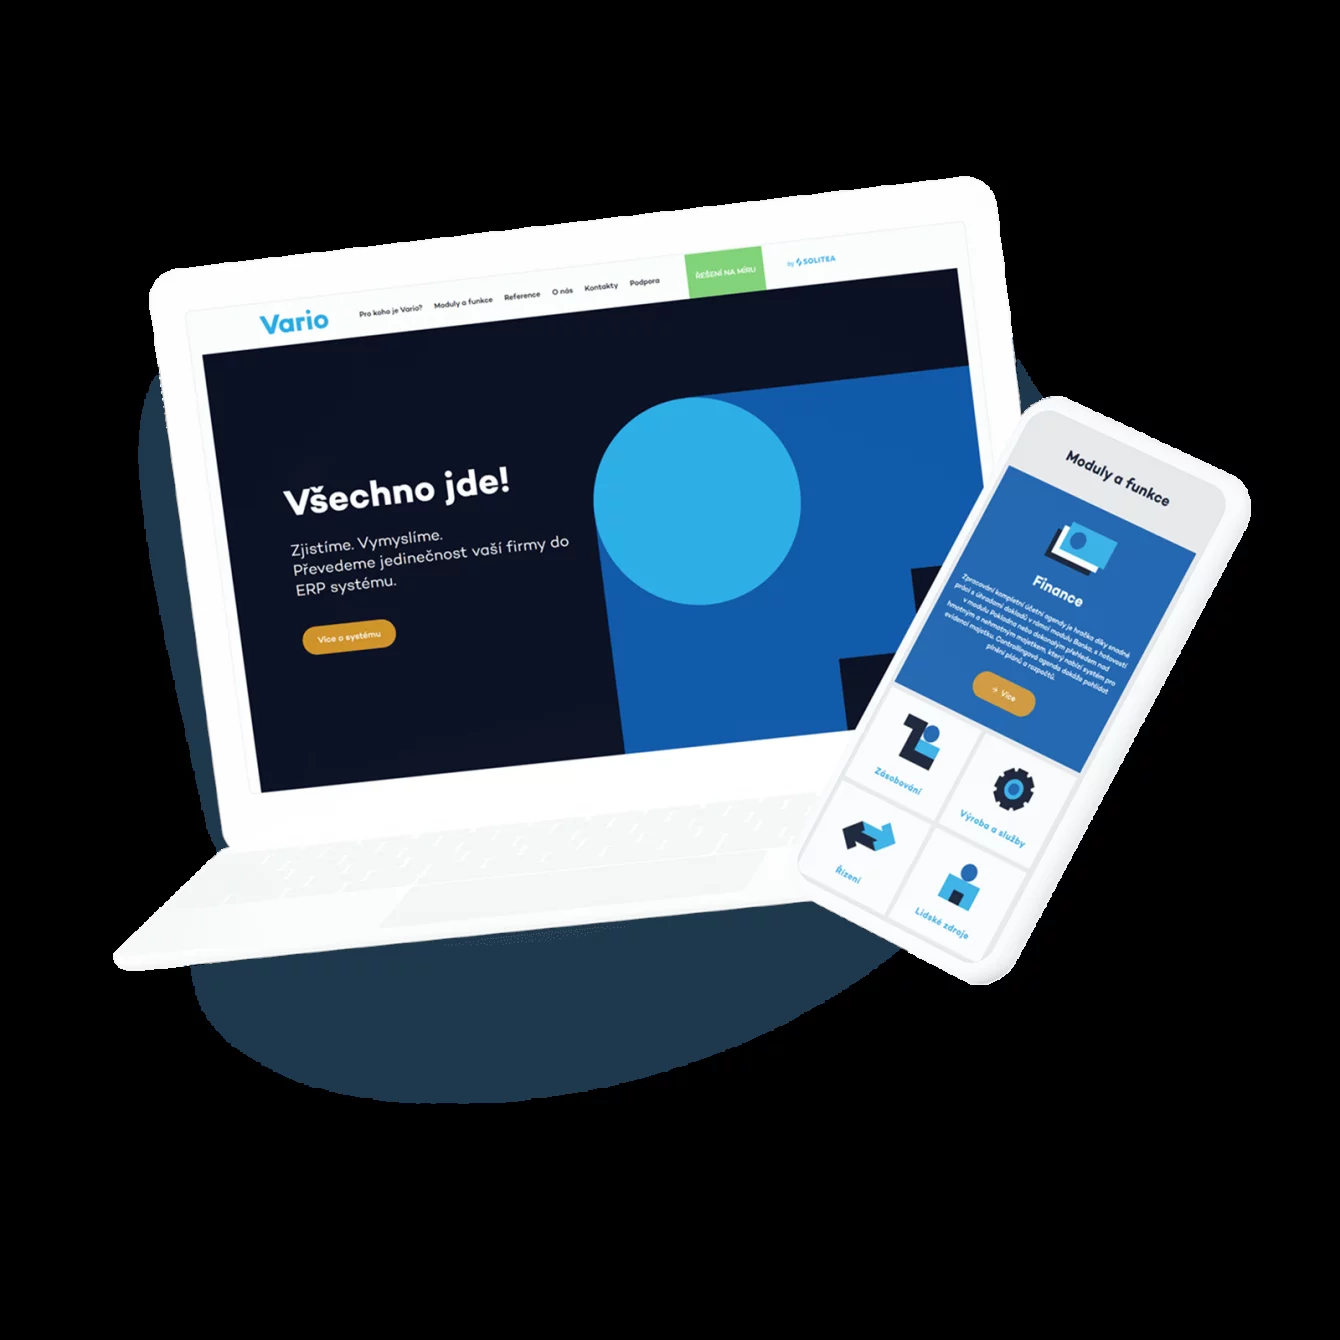 Vario
Pro koho je Vario? Moduly a funkce Reference O nás Kontakty Podpora
ŘEŠENÍ NA MÍRU
by SOLITEA
Všechno jde!
Zjistíme. Vymyslíme.
Převedeme jedinečnost vaší firmy do
ERP systému.
Více o systému
Moduly a funkce
Finance
Zpracování kompletní účetní agendy je hračka díky snadné
práci s úhradami dokladů v rámci modulu Banka, s hotovostí
v modulu Pokladna nebo dokonalým přehledem nad
hmotným a nehmotným majetkem, který nabízí systém pro
evidenci majetku. Controllingová agenda dokáže pohlídat
plnění plánů a rozpočtů.
→ Více
Zásobování
Výroba a služby
Řízení
Lidské zdroje